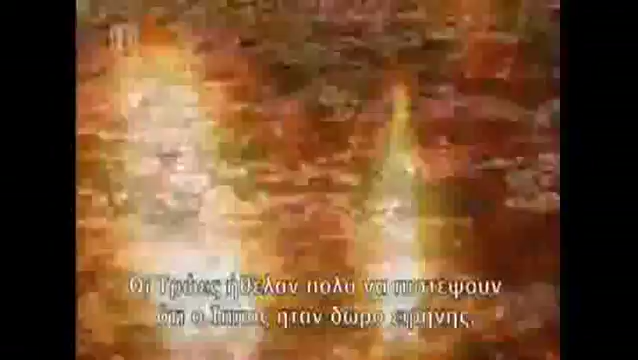 Οι Τρώες ήθελαν πολύ να πιστέψουν
ότι ο Ίππος ήταν δώρο ειρήνης.